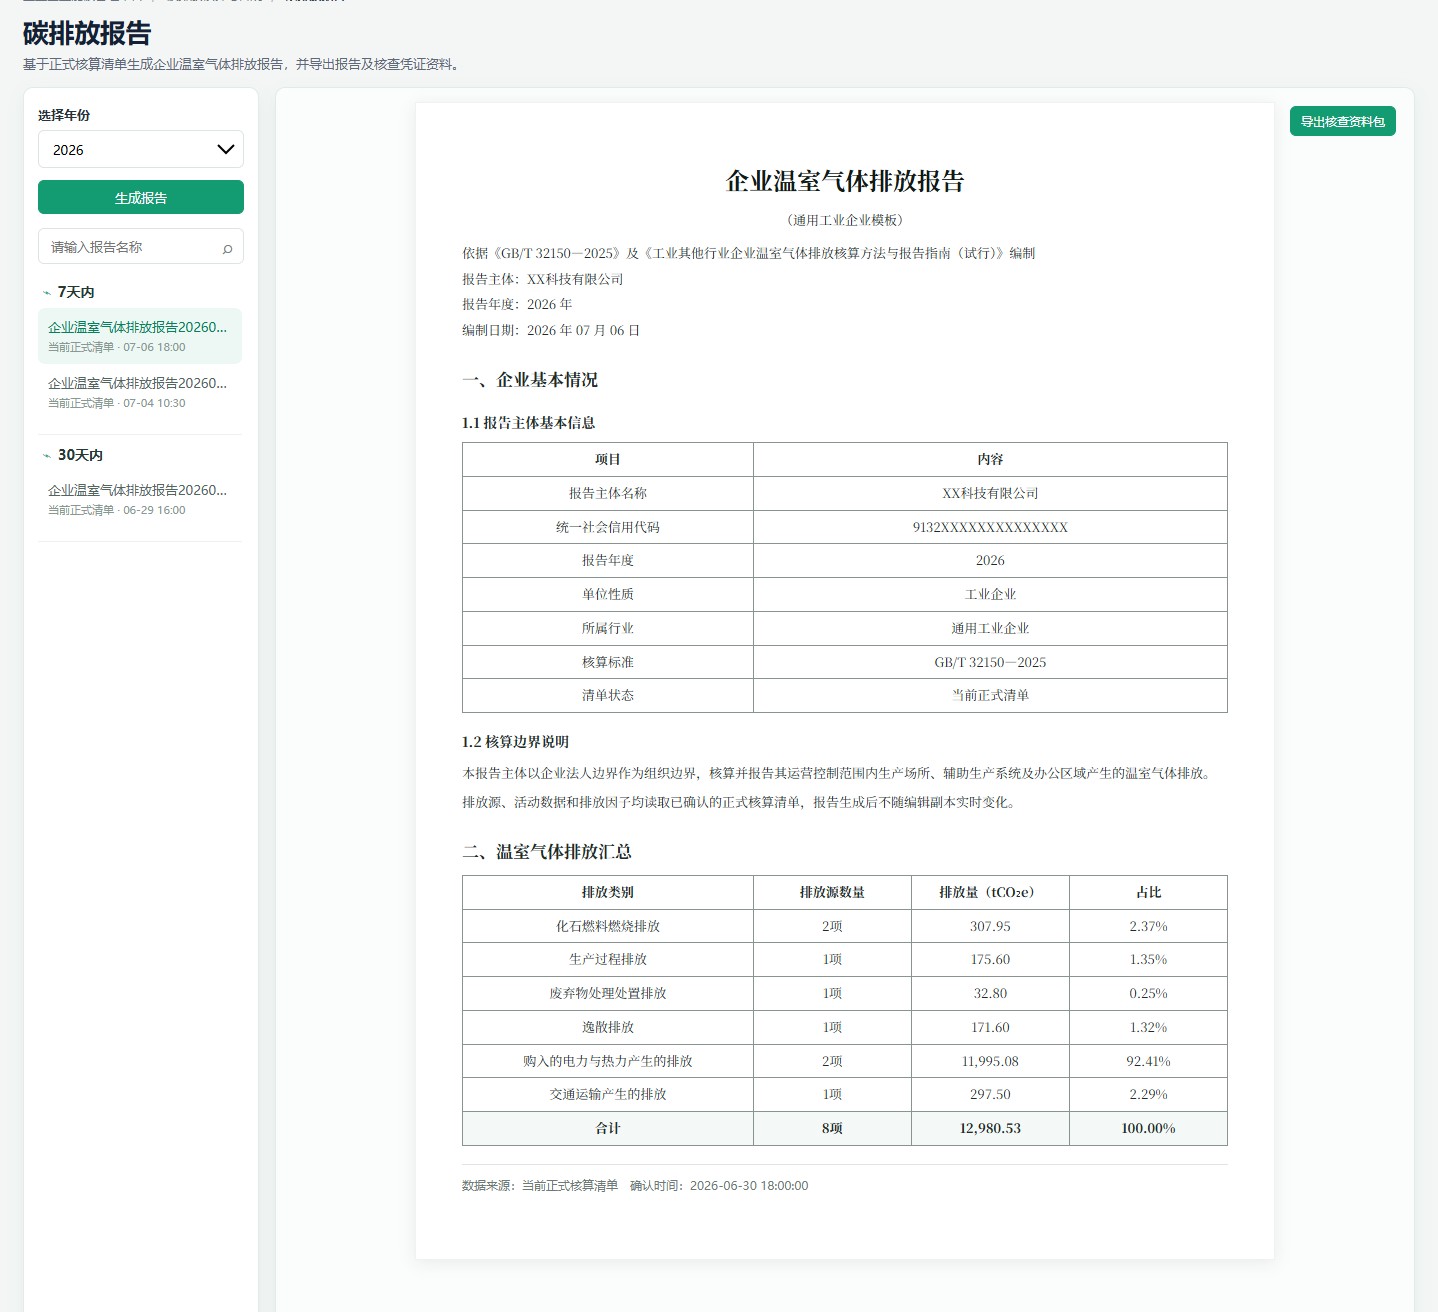 碳排放报告
基于正式核算清单生成企业温室气体排放报告，并导出报告及核查凭证资料。
选择年份
2026
生成报告
请输入报告名称
7天内
企业温室气体排放报告20260...
当前正式清单 · 07-06 18:00
企业温室气体排放报告20260...
当前正式清单 · 07-04 10:30
30天内
企业温室气体排放报告20260...
当前正式清单 · 06-29 16:00
导出核查资料包
企业温室气体排放报告
（通用工业企业模板）
依据《GB/T 32150—2025》及《工业其他行业企业温室气体排放核算方法与报告指南（试行）》编制
报告主体：XX科技有限公司
报告年度：2026 年
编制日期：2026 年 07 月 06 日
一、企业基本情况
1.1 报告主体基本信息
项目 内容
报告主体名称 XX科技有限公司
统一社会信用代码 9132XXXXXXXXXXXXXX
报告年度 2026
单位性质 工业企业
所属行业 通用工业企业
核算标准 GB/T 32150—2025
清单状态 当前正式清单
1.2 核算边界说明
本报告主体以企业法人边界作为组织边界，核算并报告其运营控制范围内生产场所、辅助生产系统及办公区域产生的温室气体排放。
排放源、活动数据和排放因子均读取已确认的正式核算清单，报告生成后不随编辑副本实时变化。
二、温室气体排放汇总
排放类别 排放源数量 排放量（tCO₂e） 占比
化石燃料燃烧排放 2项 307.95 2.37%
生产过程排放 1项 175.60 1.35%
废弃物处理处置排放 1项 32.80 0.25%
逸散排放 1项 171.60 1.32%
购入的电力与热力产生的排放 2项 11,995.08 92.41%
交通运输产生的排放 1项 297.50 2.29%
合计 8项 12,980.53 100.00%
数据来源：当前正式核算清单 确认时间：2026-06-30 18:00:00